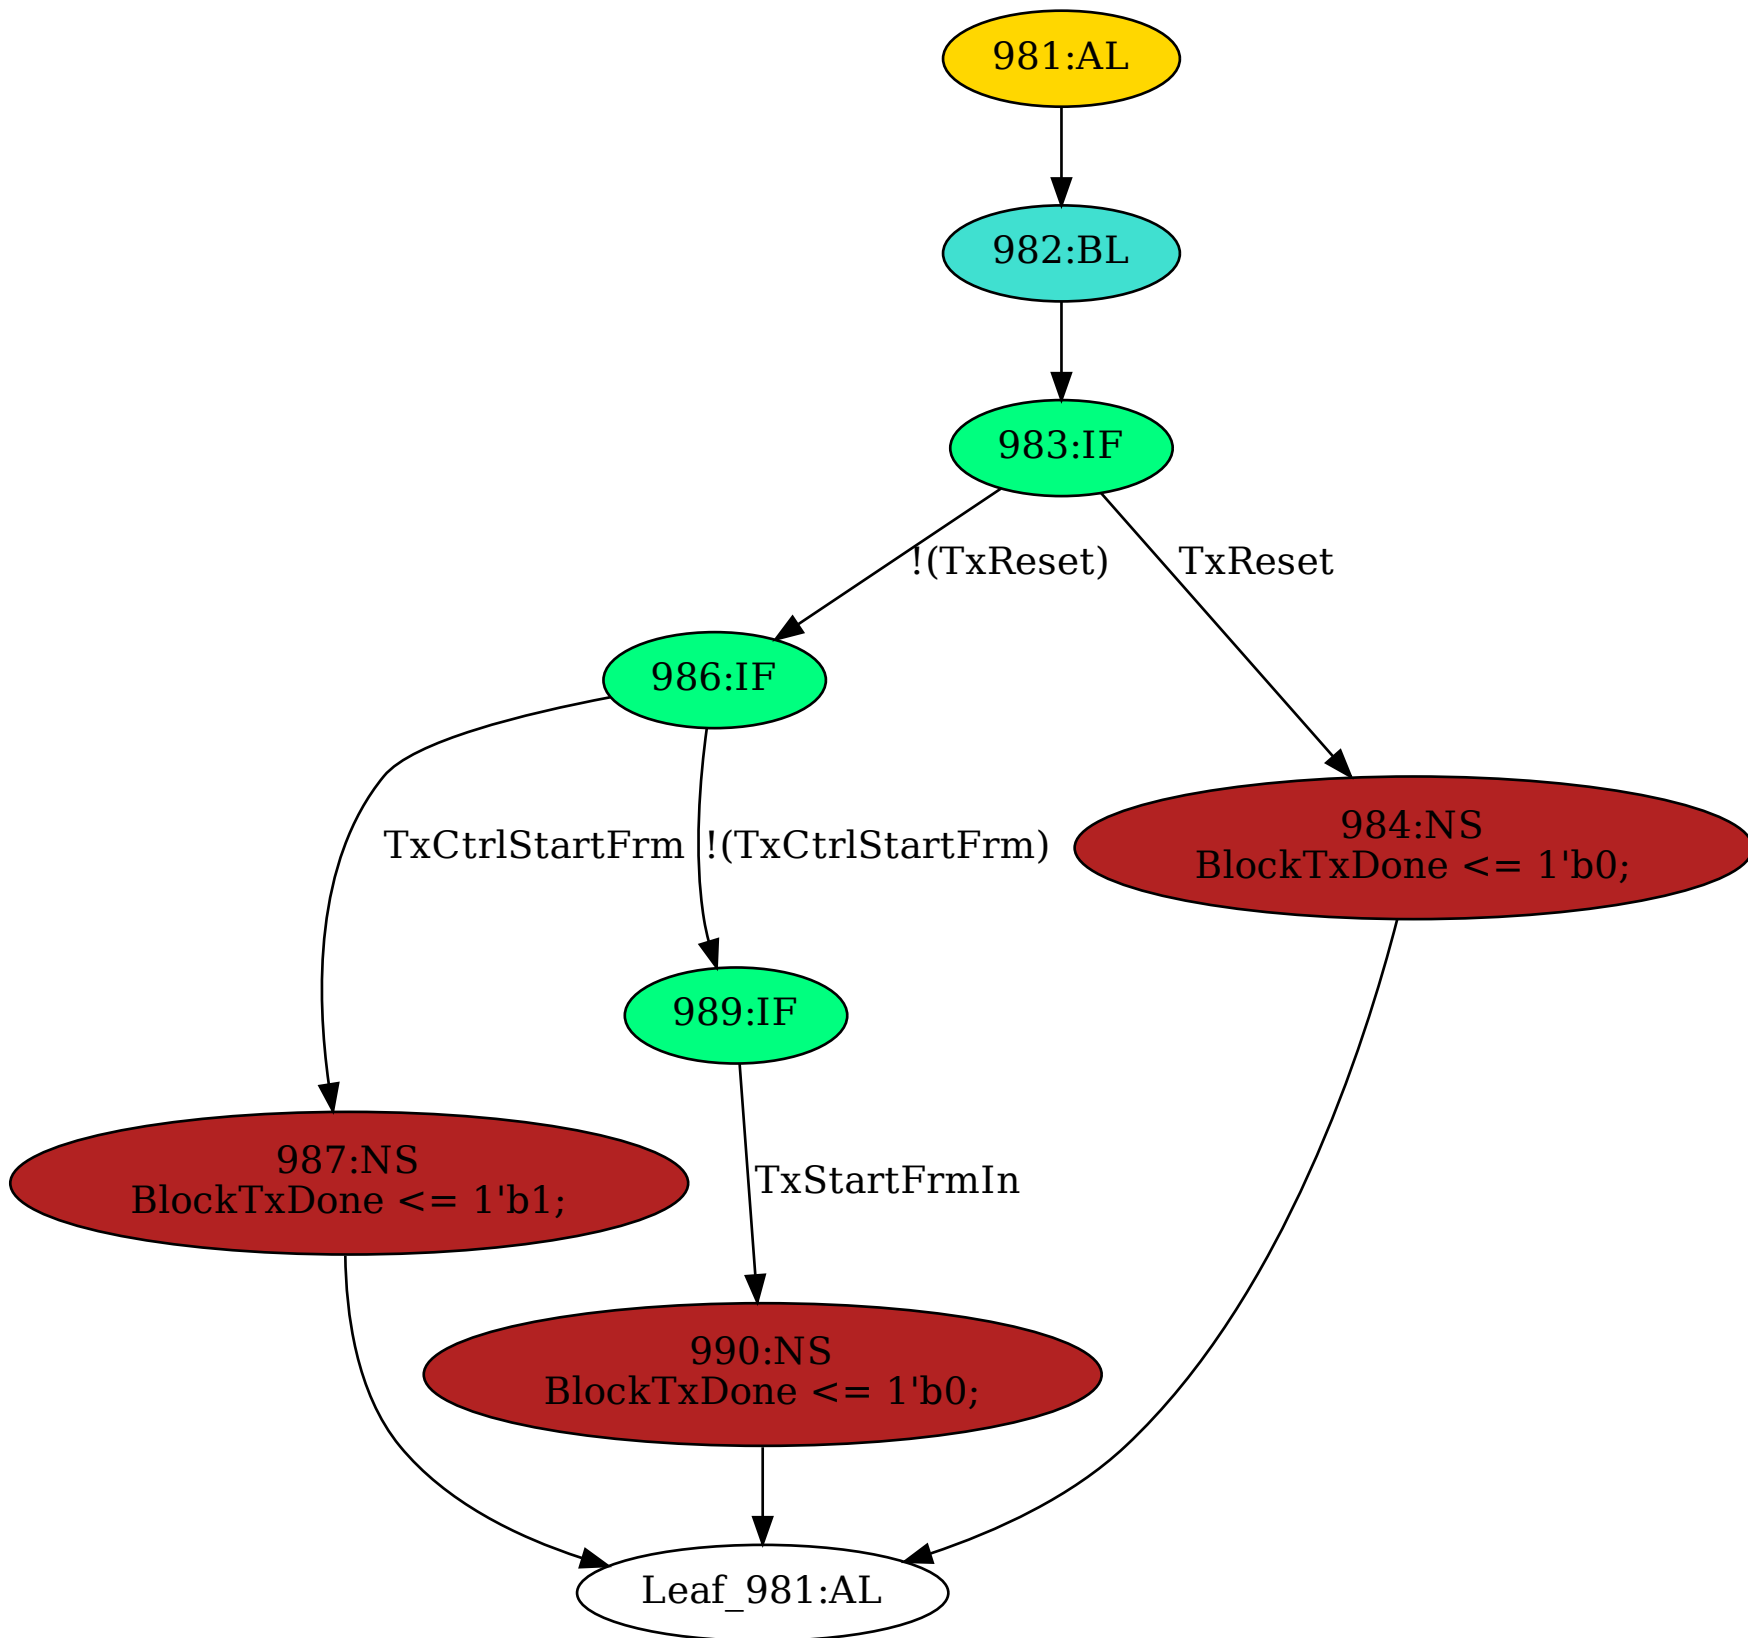 981:AL
982:BL
983:IF
!(TxReset)
TxReset
986:IF
984:NS
BlockTxDone <= 1'b0;
TxCtrlStartFrm
!(TxCtrlStartFrm)
989:IF
987:NS
BlockTxDone <= 1'b1;
TxStartFrmIn
990:NS
BlockTxDone <= 1'b0;
Leaf_981:AL